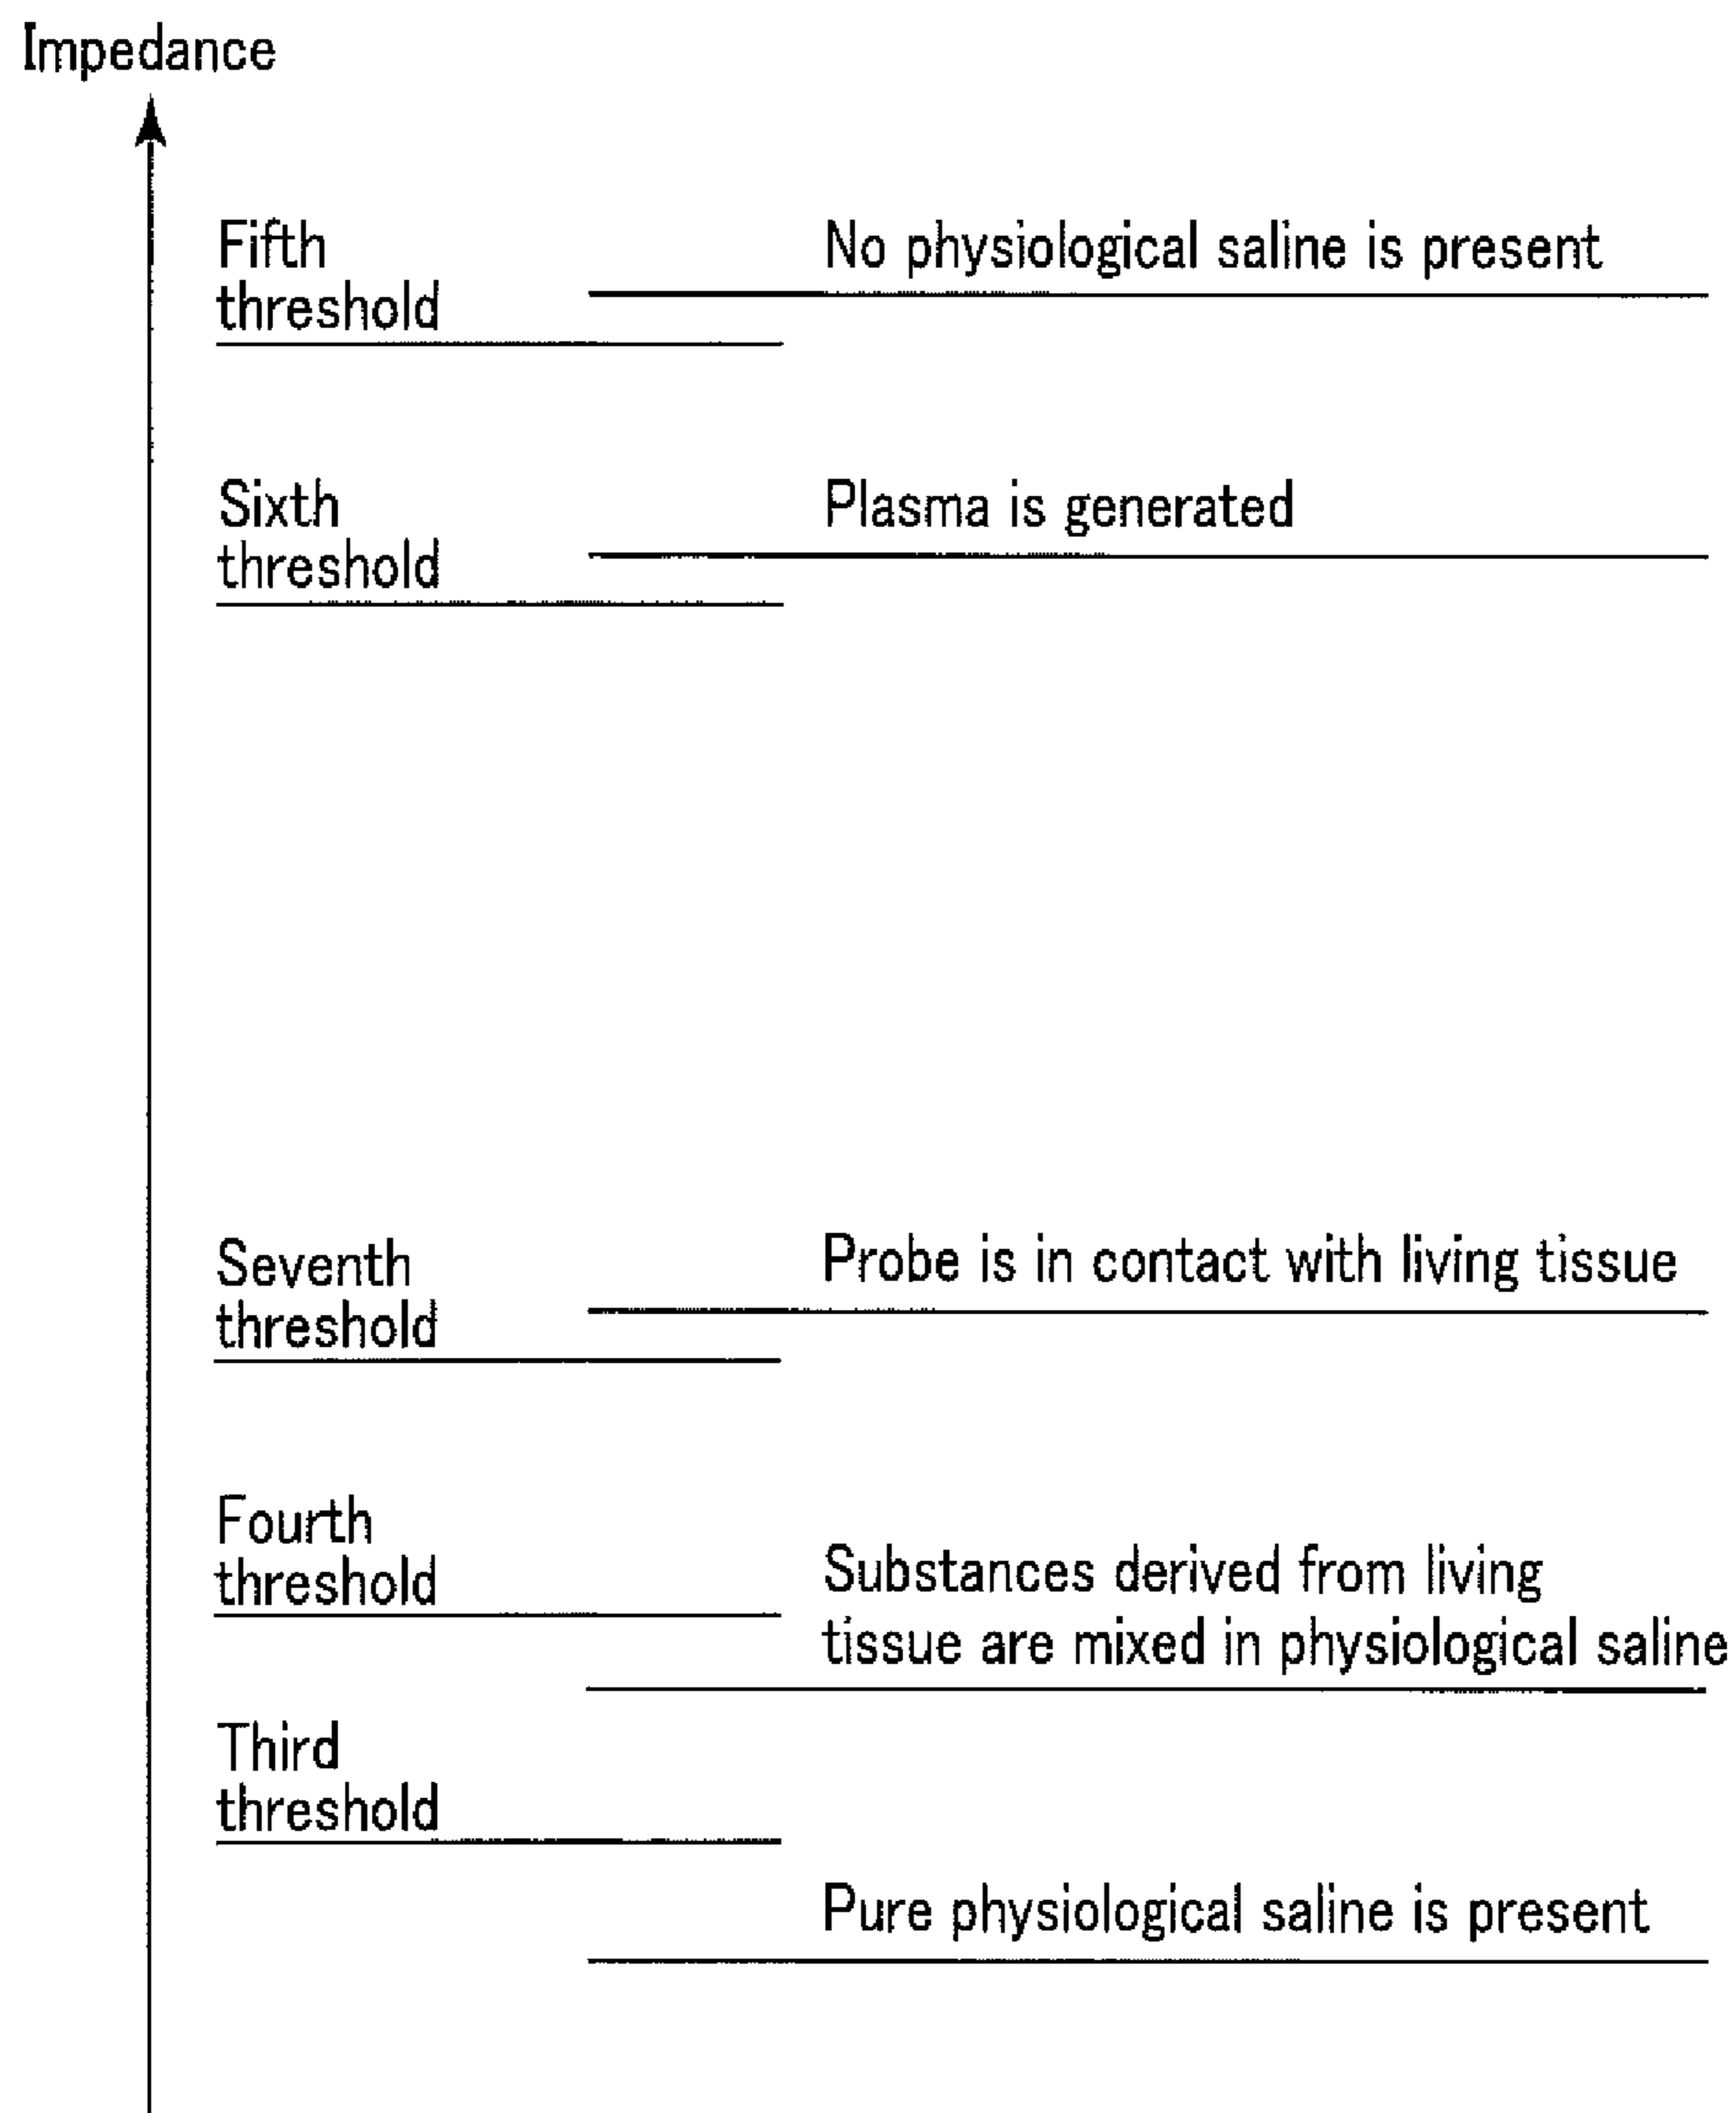 Impedance
Fifth
threshold
No physiological saline is present
Sixth
threshold
Plasma is generated
Seventh
threshold
Probe is in contact with living tissue
Fourth
threshold
Substances derived from living
tissue are mixed in physiological saline
Third
threshold
Pure physiological saline is present